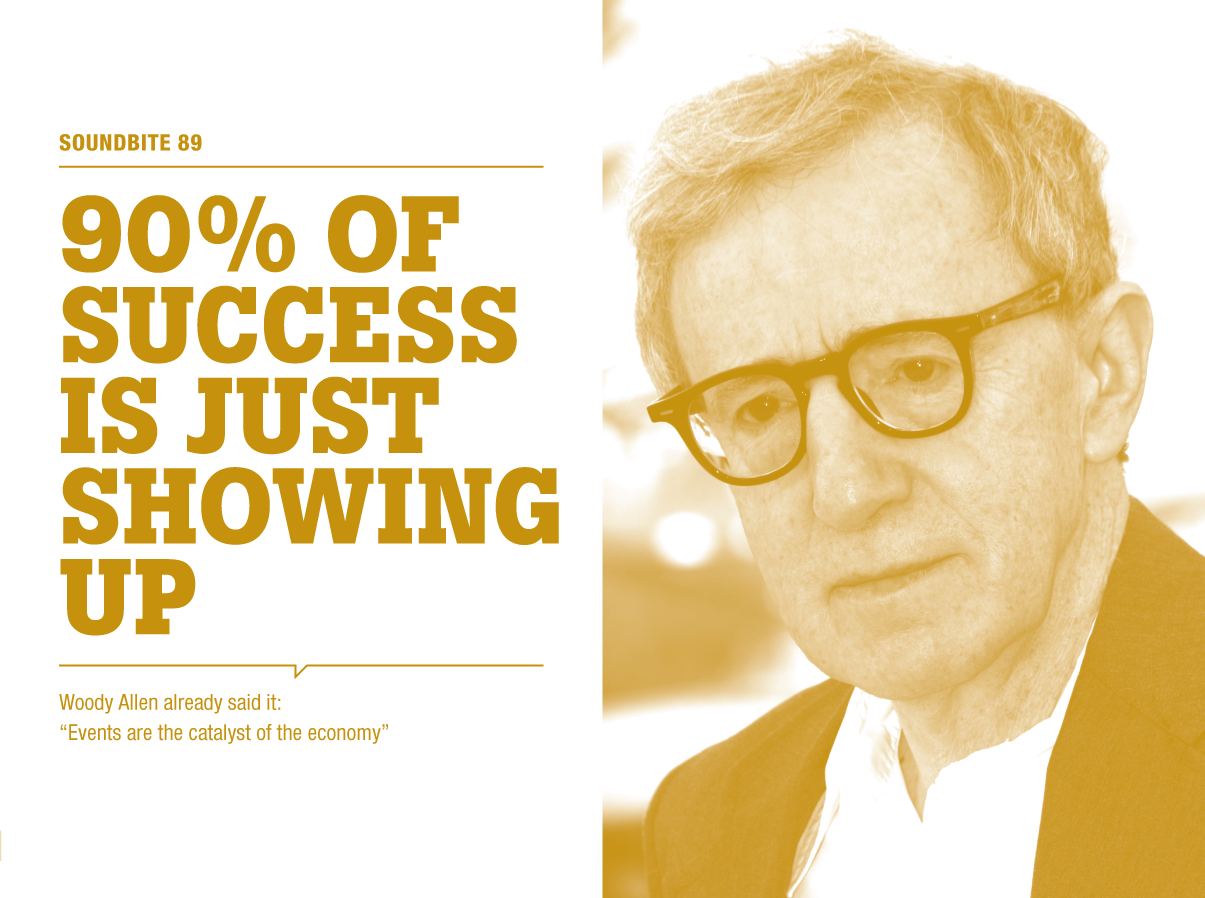 SOUNDBITE 89
90% OF
SUCCESS
IS JUST
SHOWING
UP
Woody Allen already said it:
“Events are the catalyst of the economy”